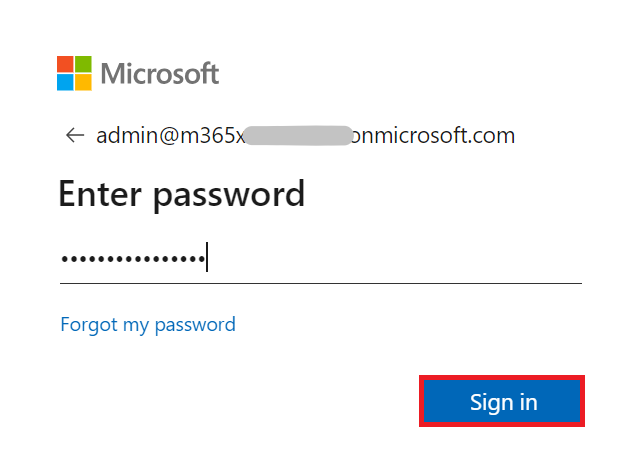 Microsoft
← admin@m365x onmicrosoft.com
Enter password
••••••••••••••••
Forgot my password
Sign in